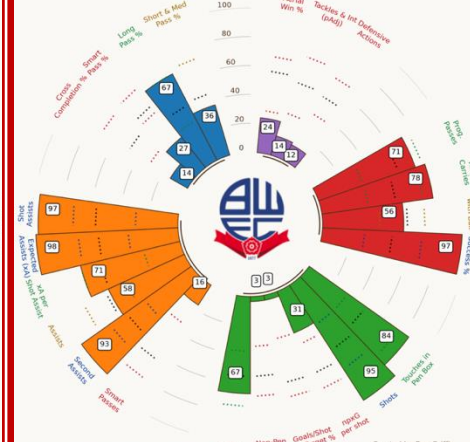 100
80
60
40
20
0
Win %
Tackles & Int
(pAdj)
Defensive
Actions
Prog.
Passes
Carries
Success %
Touches in
Pen Box
Shots
npxG
per shot
Goals/Shot
Smart
Passes
Second
Assists
Assists
xA per
Shot Assist
Expected
Assists (xA)
Shot
Assists
Cross
Completion %
Smart
Pass %
Long
Pass %
Short & Med
Pass %
24
14
12
71
78
56
97
84
95
31
3
3
67
16
93
58
71
98
97
14
27
67
36